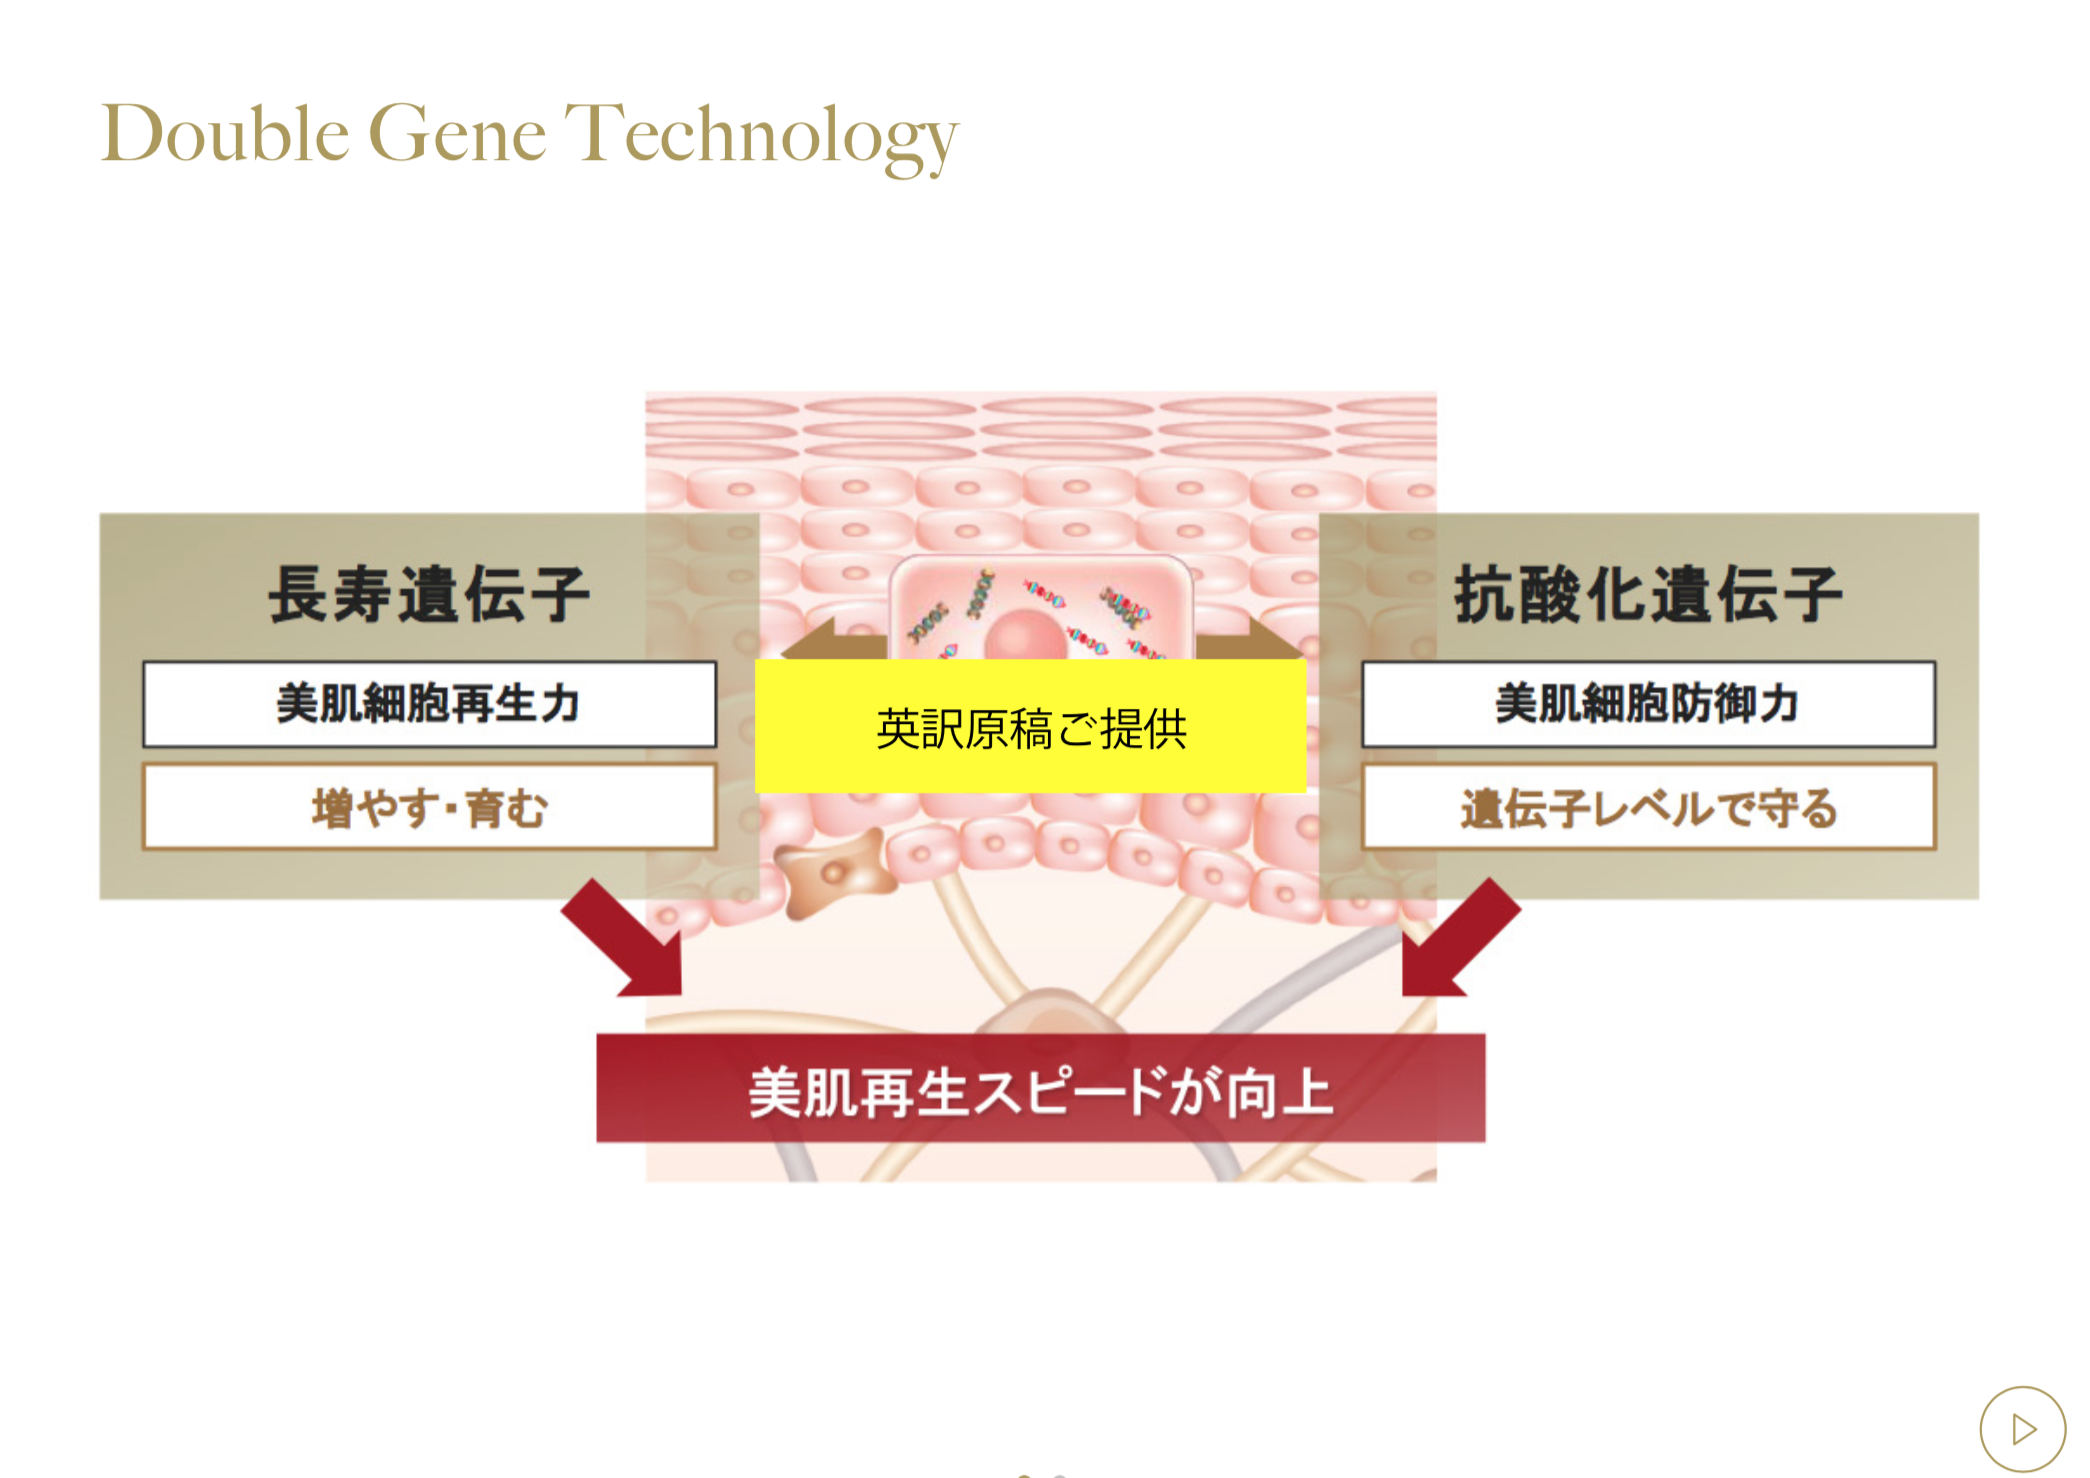 Double Gene Technology
長寿遺伝子
美肌細胞再生力
増やす・育む
英訳原稿ご提供
抗酸化遺伝子
美肌細胞防御力
遺伝子レベルで守る
美肌再生スピードが向上